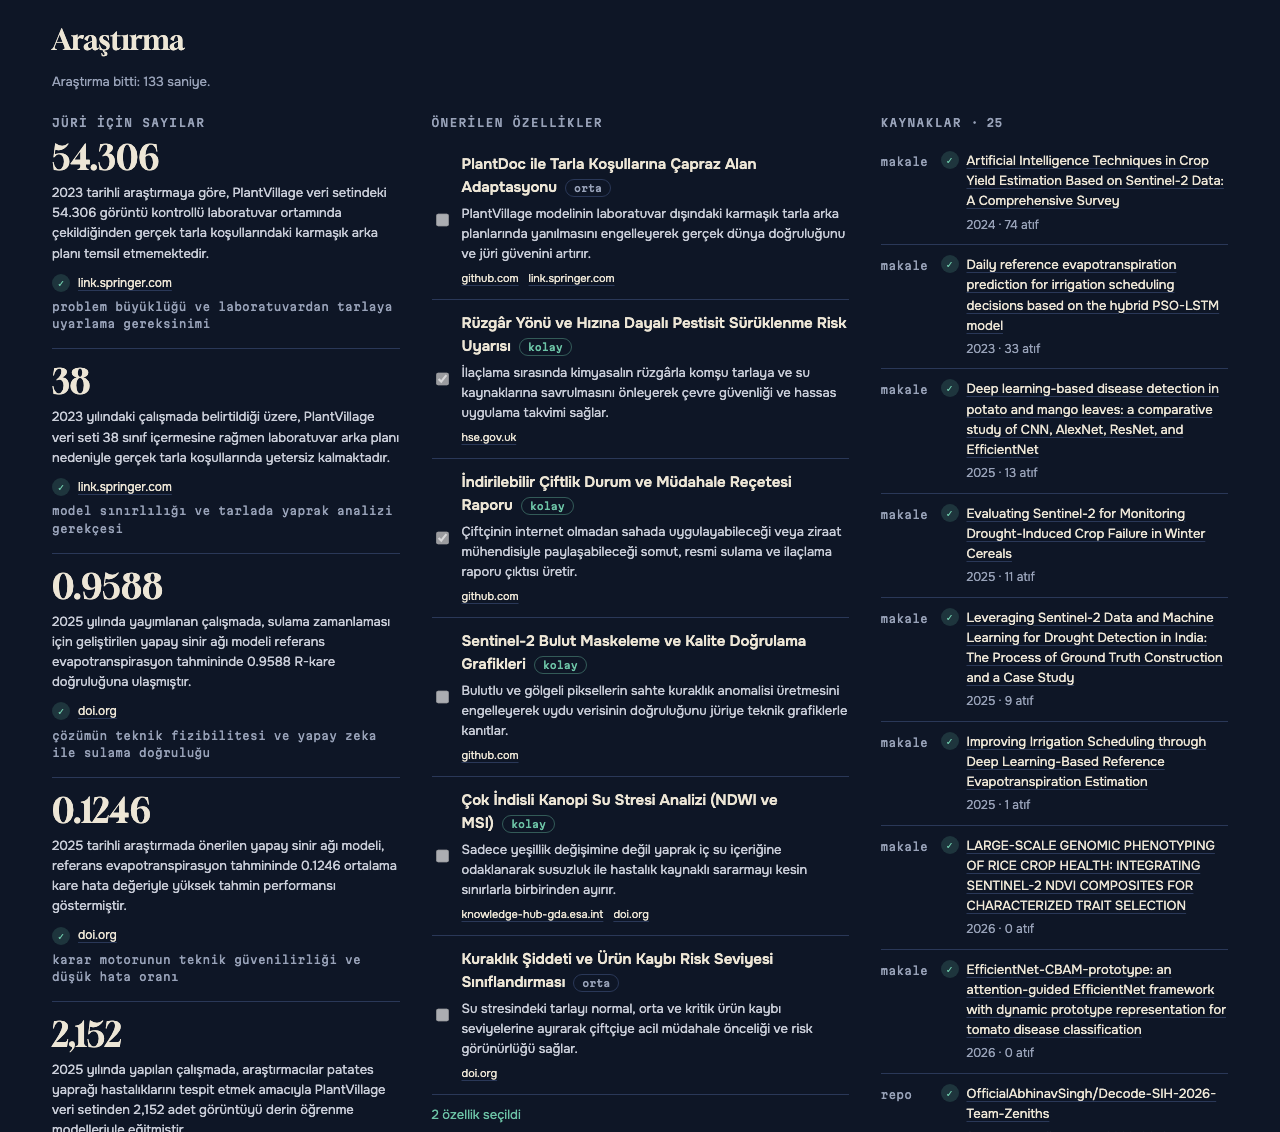 Araştırma
Araştırma bitti: 133 saniye.
JÜRİ İÇİN SAYILAR
54.306
2023 tarihli araştırmaya göre, PlantVillage veri setindeki
54.306 görüntü kontrollü laboratuvar ortamında
çekildiğinden gerçek tarla koşullarındaki karmaşık arka
planı temsil etmemektedir.
✓ link.springer.com
problem büyüklüğü ve laboratuvardan tarlaya
uyarlama gereksinimi
38
2023 yılındaki çalışmada belirtildiği üzere, PlantVillage
veri seti 38 sınıf içermesine rağmen laboratuvar arka planı
nedeniyle gerçek tarla koşullarında yetersiz kalmaktadır.
✓ link.springer.com
model sınırlılığı ve tarlada yaprak analizi
gerekçesi
0.9588
2025 yılında yayımlanan çalışmada, sulama zamanlaması
için geliştirilen yapay sinir ağı modeli referans
evapotranspirasyon tahmininde 0.9588 R-kare
doğruluğuna ulaşmıştır.
✓ doi.org
çözümün teknik fizibilitesi ve yapay zeka
ile sulama doğruluğu
0.1246
2025 tarihli araştırmada önerilen yapay sinir ağı modeli,
referans evapotranspirasyon tahmininde 0.1246 ortalama
kare hata değeriyle yüksek tahmin performansı
göstermiştir.
✓ doi.org
karar motorunun teknik güvenilirliği ve
düşük hata oranı
2,152
2025 yılında yapılan çalışmada, araştırmacılar patates
yaprağı hastalıklarını tespit etmek amacıyla PlantVillage
veri setinden 2,152 adet görüntüyü derin öğrenme
modelleriyle eğitmiştir.
ÖNERİLEN ÖZELLİKLER
PlantDoc ile Tarla Koşullarına Çapraz Alan
Adaptasyonu orta
PlantVillage modelinin laboratuvar dışındaki karmaşık tarla arka
planlarında yanılmasını engelleyerek gerçek dünya doğruluğunu
ve jüri güvenini artırır.
github.com link.springer.com
Rüzgâr Yönü ve Hızına Dayalı Pestisit Sürüklenme Risk
Uyarısı kolay
İlaçlama sırasında kimyasalın rüzgârla komşu tarlaya ve su
kaynaklarına savrulmasını önleyerek çevre güvenliği ve hassas
uygulama takvimi sağlar.
hse.gov.uk
İndirilebilir Çiftlik Durum ve Müdahale Reçetesi
Raporu kolay
Çiftçinin internet olmadan sahada uygulayabileceği veya ziraat
mühendisiyle paylaşabileceği somut, resmi sulama ve ilaçlama
raporu çıktısı üretir.
github.com
Sentinel-2 Bulut Maskeleme ve Kalite Doğrulama
Grafikleri kolay
Bulutlu ve gölgeli piksellerin sahte kuraklık anomalisi üretmesini
engelleyerek uydu verisinin doğruluğunu jüriye teknik grafiklerle
kanıtlar.
github.com
Çok İndisli Kanopi Su Stresi Analizi (NDWI ve
MSI) kolay
Sadece yeşillik değişimine değil yaprak iç su içeriğine
odaklanarak susuzluk ile hastalık kaynaklı sararmayı kesin
sınırlarla birbirinden ayırır.
knowledge-hub-gda.esa.int doi.org
Kuraklık Şiddeti ve Ürün Kaybı Risk Seviyesi
Sınıflandırması orta
Su stresindeki tarlayı normal, orta ve kritik ürün kaybı
seviyelerine ayırarak çiftçiye acil müdahale önceliği ve risk
görünürlüğü sağlar.
doi.org
2 özellik seçildi
KAYNAKLAR · 25
makale ✓ Artificial Intelligence Techniques in Crop
Yield Estimation Based on Sentinel-2 Data:
A Comprehensive Survey
2024 · 74 atıf
makale ✓ Daily reference evapotranspiration
prediction for irrigation scheduling
decisions based on the hybrid PSO-LSTM
model
2023 · 33 atıf
makale ✓ Deep learning-based disease detection in
potato and mango leaves: a comparative
study of CNN, AlexNet, ResNet, and
EfficientNet
2025 · 13 atıf
makale ✓ Evaluating Sentinel-2 for Monitoring
Drought-Induced Crop Failure in Winter
Cereals
2025 · 11 atıf
makale ✓ Leveraging Sentinel-2 Data and Machine
Learning for Drought Detection in India:
The Process of Ground Truth Construction
and a Case Study
2025 · 9 atıf
makale ✓ Improving Irrigation Scheduling through
Deep Learning-Based Reference
Evapotranspiration Estimation
2025 · 1 atıf
makale ✓ LARGE-SCALE GENOMIC PHENOTYPING
OF RICE CROP HEALTH: INTEGRATING
SENTINEL-2 NDVI COMPOSITES FOR
CHARACTERIZED TRAIT SELECTION
2026 · 0 atıf
makale ✓ EfficientNet-CBAM-prototype: an
attention-guided EfficientNet framework
with dynamic prototype representation for
tomato disease classification
2026 · 0 atıf
repo ✓ OfficialAbhinavSingh/Decode-SIH-2026-
Team-Zeniths